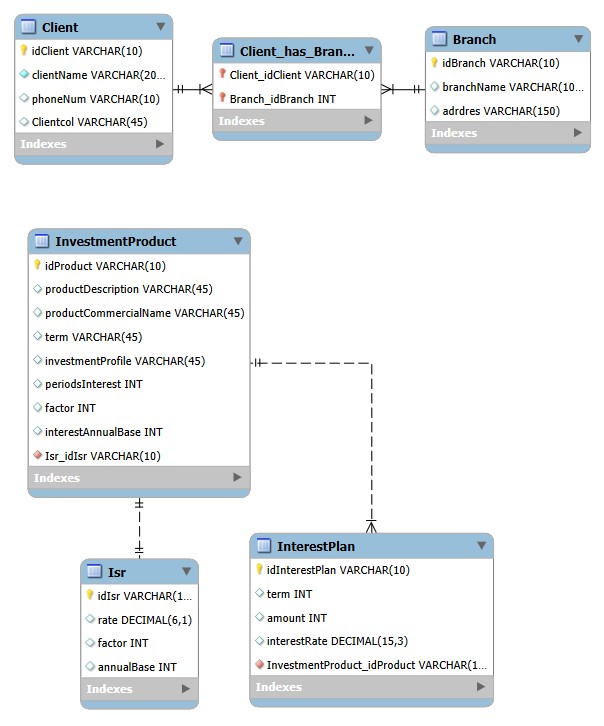 Client
idClient VARCHAR(10)
clientName VARCHAR(20...
phoneNum VARCHAR(10)
Clientcol VARCHAR(45)
Indexes
Client_has_Bran...
Client_idClient VARCHAR(10)
Branch_idBranch INT
Indexes
Branch
idBranch VARCHAR(10)
branchName VARCHAR(10...
adrdres VARCHAR(150)
Indexes
InvestmentProduct
idProduct VARCHAR(10)
productDescription VARCHAR(45)
productCommercialName VARCHAR(45)
term VARCHAR(45)
investmentProfile VARCHAR(45)
periodsInterest INT
factor INT
interestAnnualBase INT
Isr_idIsr VARCHAR(10)
Indexes
Isr
idIsr VARCHAR(1...
rate DECIMAL(6,1)
factor INT
annualBase INT
Indexes
InterestPlan
idInterestPlan VARCHAR(10)
term INT
amount INT
interestRate DECIMAL(15,3)
InvestmentProduct_idProduct VARCHAR(1...
Indexes